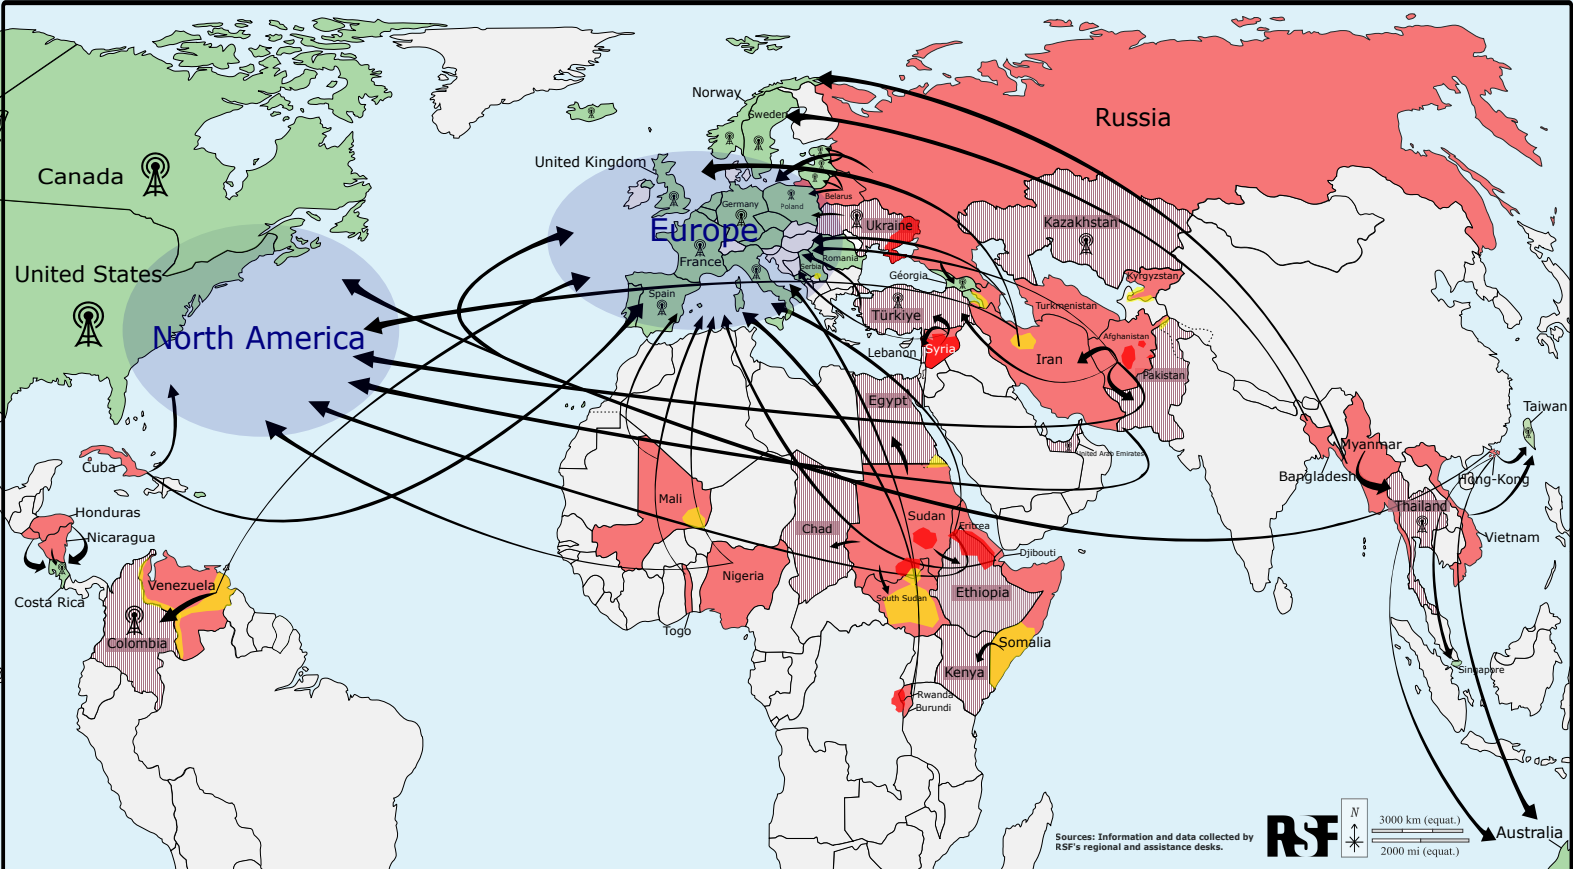 Norway
Sweden
Russia
United Kingdom
Canada
Germany
Poland
Belarus
Europe
Ukraine
Kazakhstan
France
Romania
Serbia
United States
Géorgia
Kyrgyzstan
Spain
Türkiye
Turkmenistan
North America
Lebanon
Syria
Iran
Afghanistan
Pakistan
Egypt
Taiwan
Myanmar
United Arab Emirates
Cuba
Bangladesh
Hong-Kong
Mali
Thailand
Honduras
Sudan
Chad
Eritrea
Nicaragua
Vietnam
Djibouti
Venezuela
Nigeria
Ethiopia
Costa Rica
South Sudan
Togo
Colombia
Somalia
Kenya
Singapore
Rwanda
Burundi
N
3000 km (equat.)
Australia
Sources: Information and data collected by
RSF's regional and assistance desks.
RSF
2000 mi (equat.)